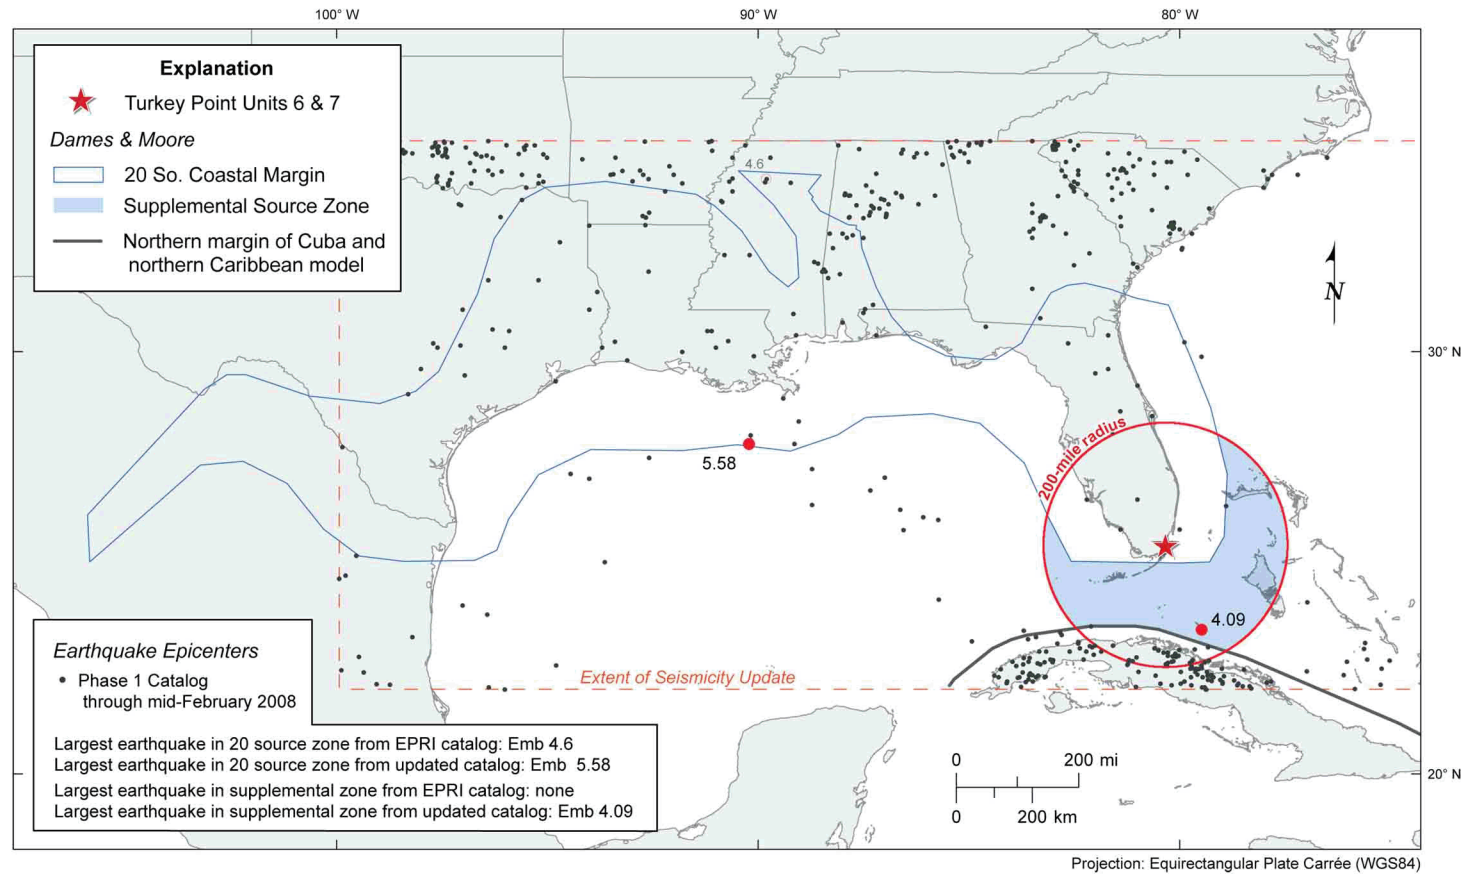 100° W
90° W
80° W
Explanation
Turkey Point Units 6 & 7
Dames & Moore
20 So. Coastal Margin
Supplemental Source Zone
Northern margin of Cuba and
northern Caribbean model
4.6
N
30° N
200-mile radius
5.58
4.09
Earthquake Epicenters
Phase 1 Catalog
through mid-February 2008
Extent of Seismicity Update
Largest earthquake in 20 source zone from EPRI catalog: Emb 4.6
Largest earthquake in 20 source zone from updated catalog: Emb 5.58
Largest earthquake in supplemental zone from EPRI catalog: none
Largest earthquake in supplemental zone from updated catalog: Emb 4.09
0 200 mi
0 200 km
20° N
Projection: Equirectangular Plate Carrée (WGS84)